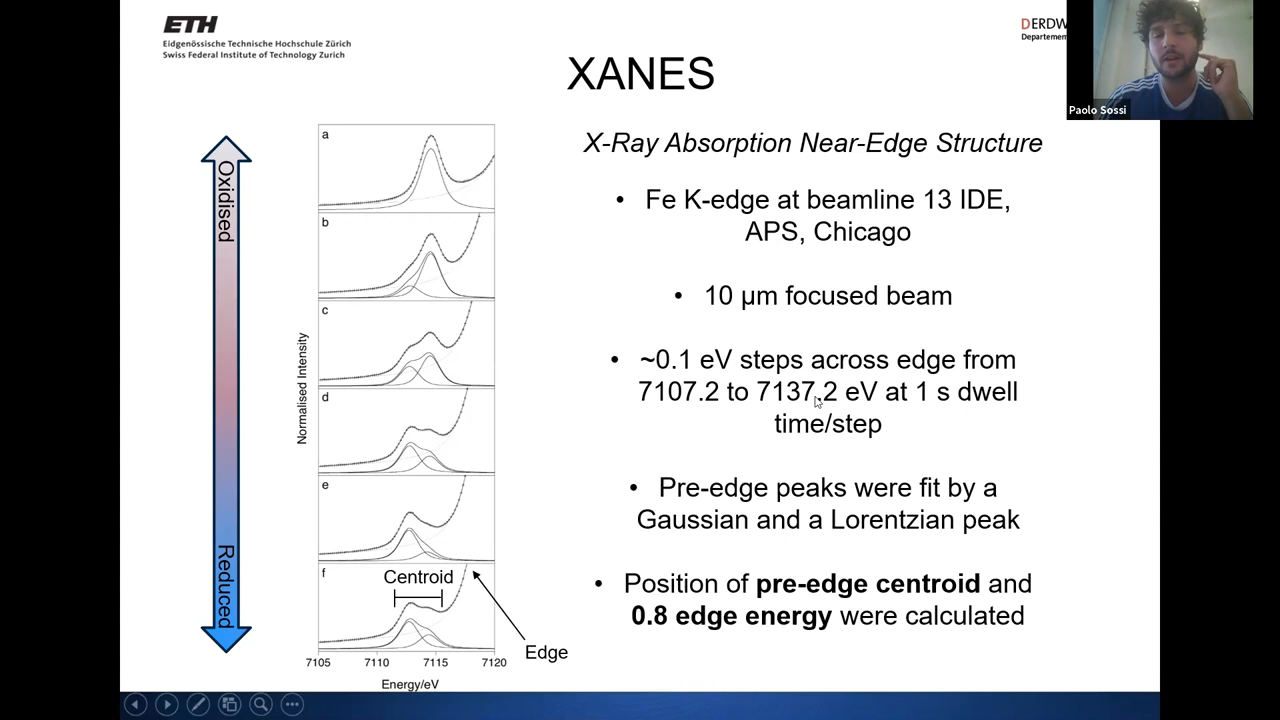 ETH
Eidgenössische Technische Hochschule Zürich
Swiss Federal Institute of Technology Zurich
DERDW
Departemen
Paolo Sossi
XANES
X-Ray Absorption Near-Edge Structure
• Fe K-edge at beamline 13 IDE,
APS, Chicago
• 10 µm focused beam
• ~0.1 eV steps across edge from
7107.2 to 7137.2 eV at 1 s dwell
time/step
• Pre-edge peaks were fit by a
Gaussian and a Lorentzian peak
• Position of pre-edge centroid and
0.8 edge energy were calculated
Oxidised
Reduced
Normalised Intensity
a
b
c
d
e
f
Centroid
Edge
7105 7110 7115 7120
Energy/eV